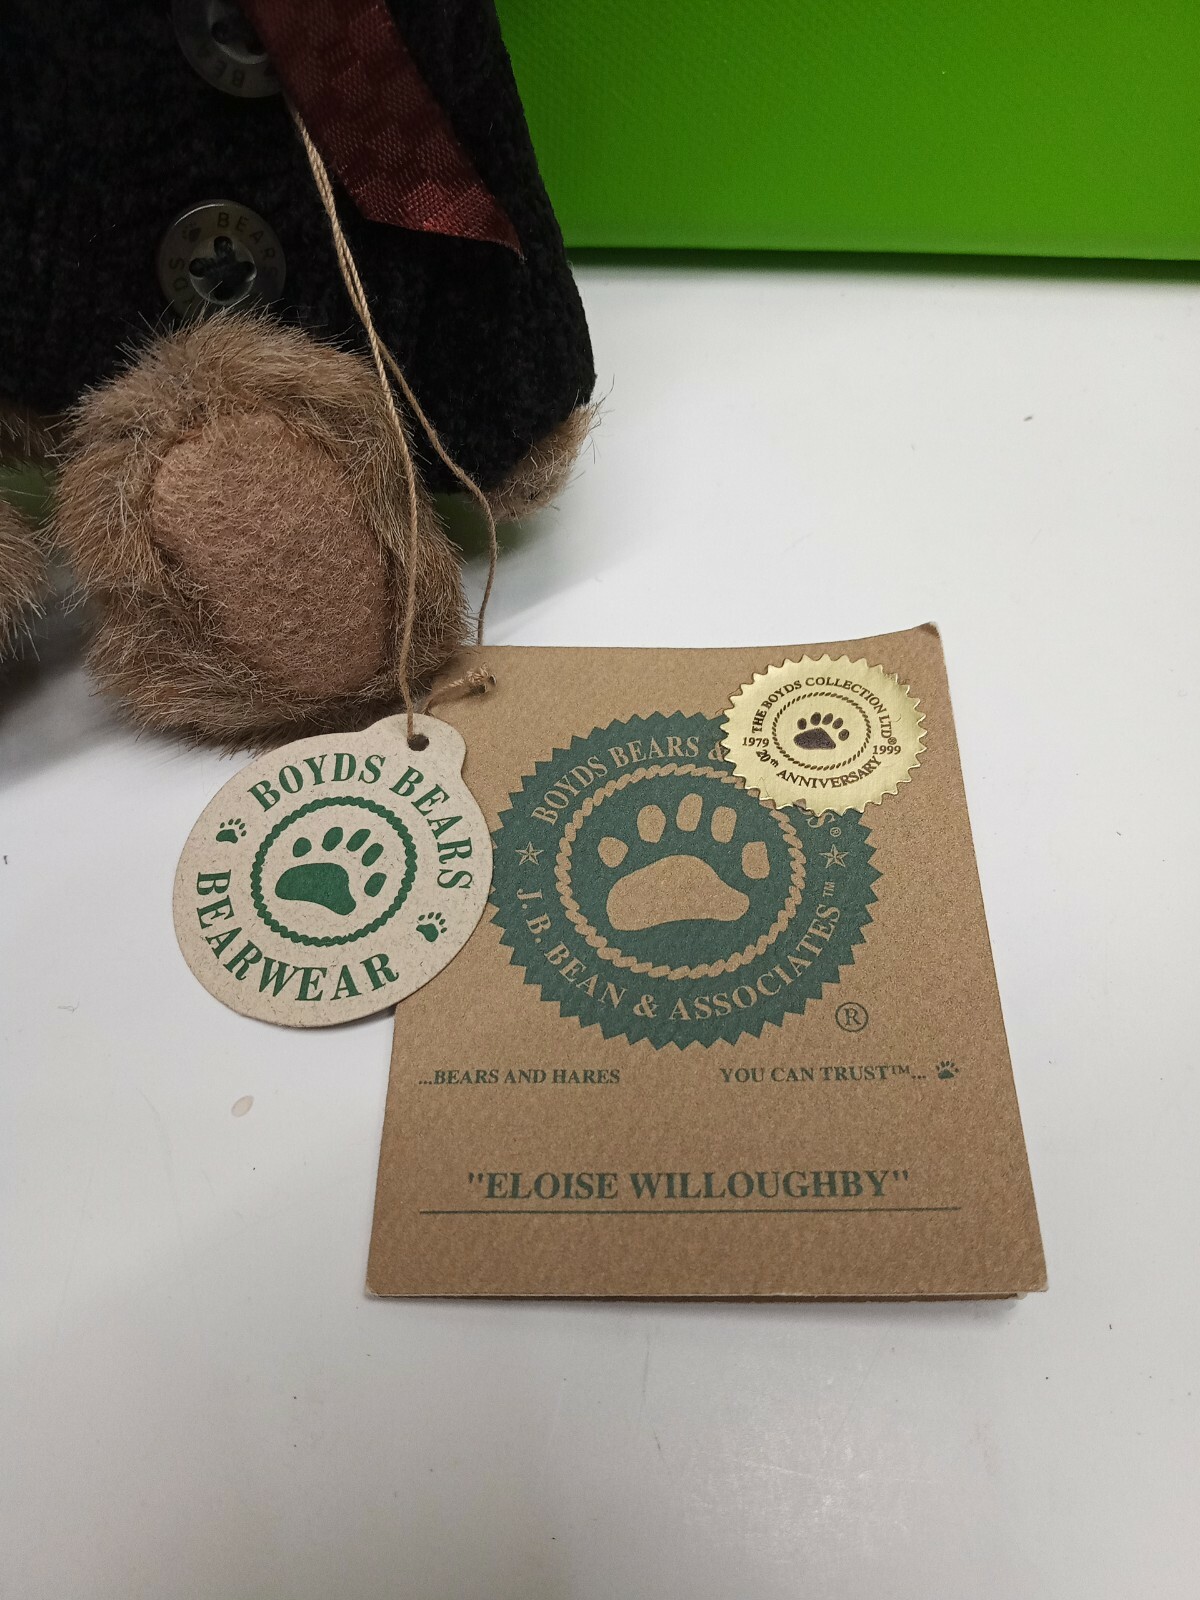 BEA
BEARS
BOYDS BEARS
BEARWEAR
THE BOYDS COLLECTION LTD®
1979 1999
20th ANNIVERSARY
BOYDS BEARS &
S®
J.B. BEAN & ASSOCIATES™
®
...BEARS AND HARES YOU CAN TRUST™...
"ELOISE WILLOUGHBY"